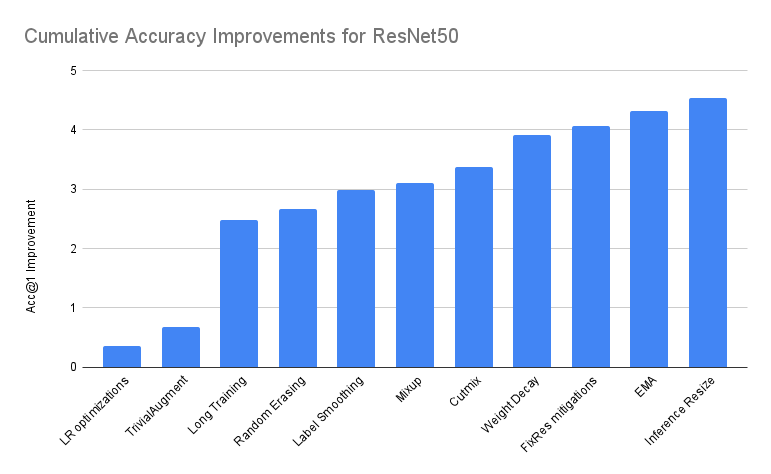 Cumulative Accuracy Improvements for ResNet50
Acc@1 Improvement
5
4
3
2
1
0
LR optimizations
TrivialAugment
Long Training
Random Erasing
Label Smoothing
Mixup
Cutmix
Weight Decay
FixRes mitigations
EMA
Inference Resize